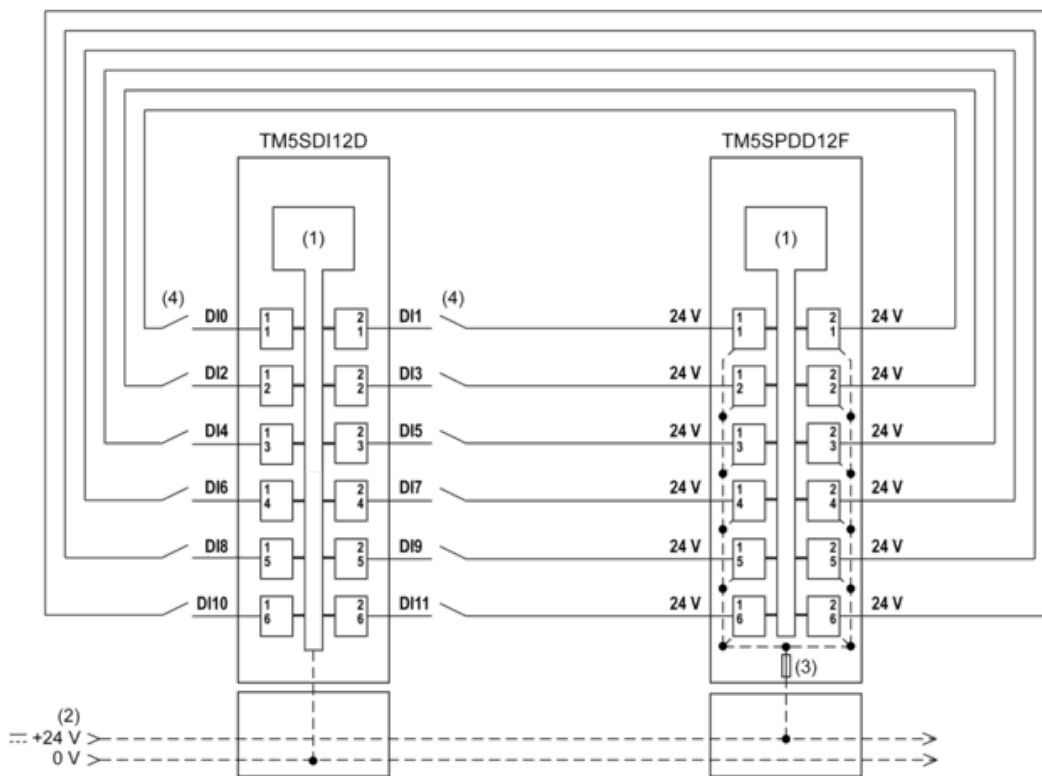 TM5SDI12D TM5SPDD12F
(1) (1)
(4) (4)
DI0 1 1 2 1 DI1 24 V 1 1 2 1 24 V
DI2 1 2 2 2 DI3 24 V 1 2 2 2 24 V
DI4 1 3 2 3 DI5 24 V 1 3 2 3 24 V
DI6 1 4 2 4 DI7 24 V 1 4 2 4 24 V
DI8 1 5 2 5 DI9 24 V 1 5 2 5 24 V
DI10 1 6 2 6 DI11 24 V 1 6 2 6 24 V
(3)
(2)
+24 V
0 V